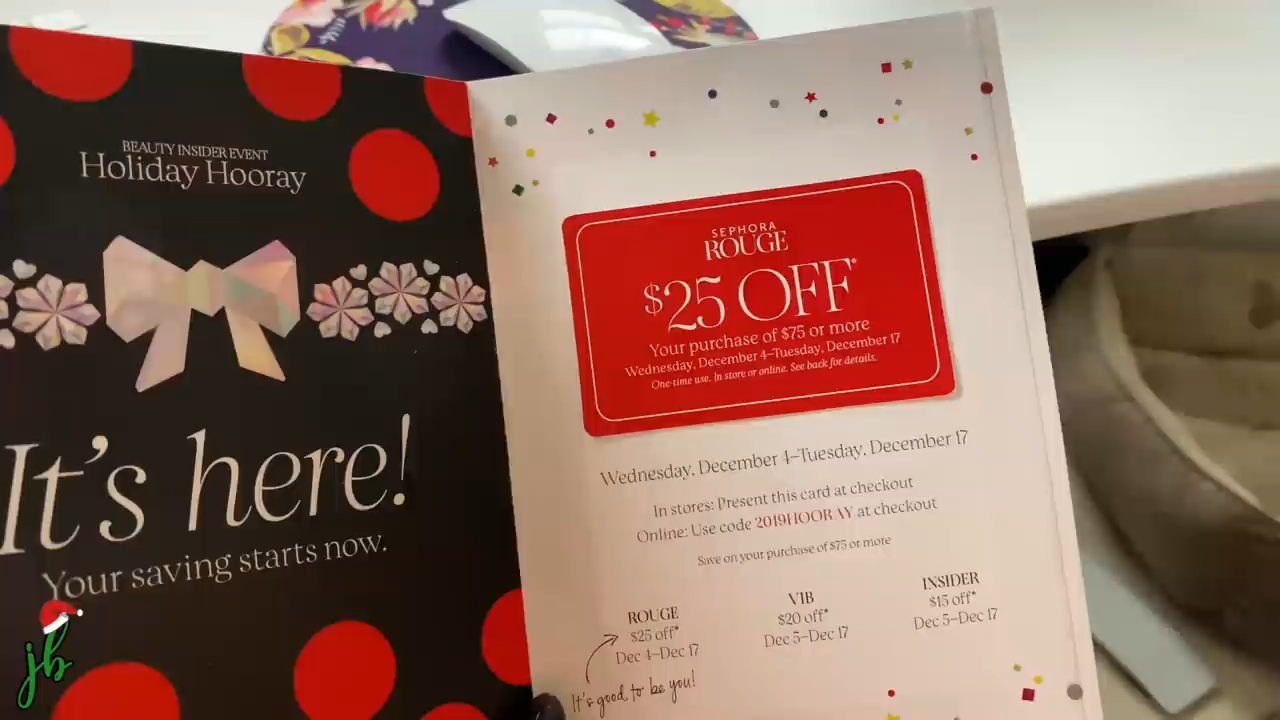 BEAUTY INSIDER EVENT
Holiday Hooray
It's here!
Your saving starts now.
jb
SEPHORA
ROUGE
$25 OFF*
Your purchase of $75 or more
Wednesday, December 4–Tuesday, December 17
One-time use. In store or online. See back for details.
Wednesday, December 4–Tuesday, December 17
In stores: Present this card at checkout
Online: Use code 2019HOORAY at checkout
Save on your purchase of $75 or more
ROUGE
$25 off*
Dec 4–Dec 17
It's good to be you!
VIB
$20 off*
Dec 5–Dec 17
INSIDER
$15 off*
Dec 5–Dec 17